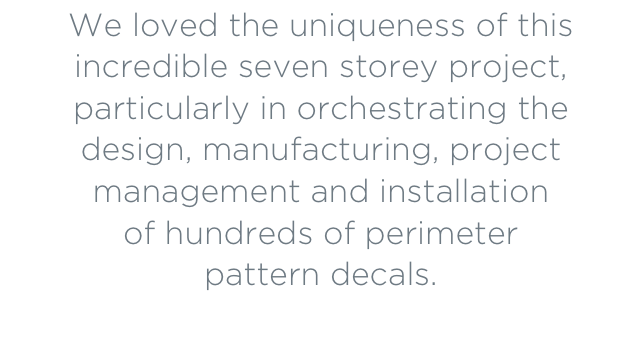 We loved the uniqueness of this
incredible seven storey project,
particularly in orchestrating the
design, manufacturing, project
management and installation
of hundreds of perimeter
pattern decals.